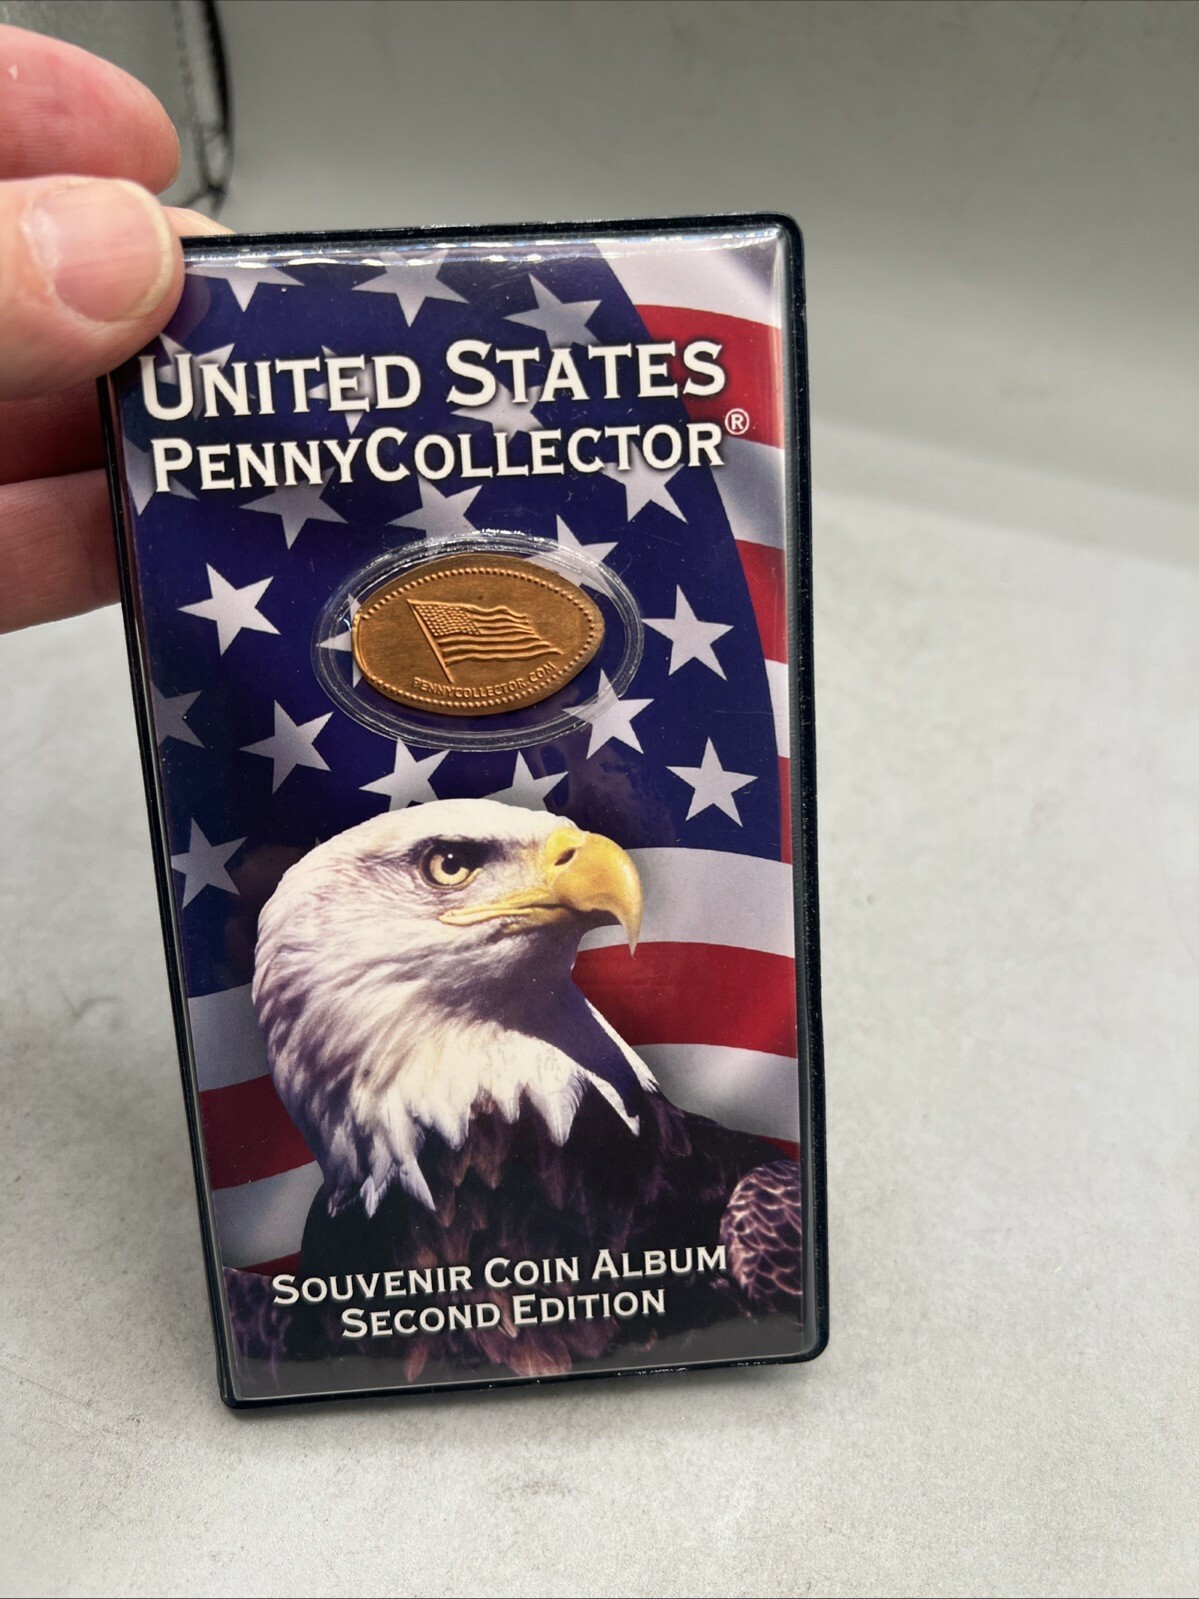 UNITED STATES
PENNYCOLLECTOR®
PENNYCOLLECTOR.COM
SOUVENIR COIN ALBUM
SECOND EDITION